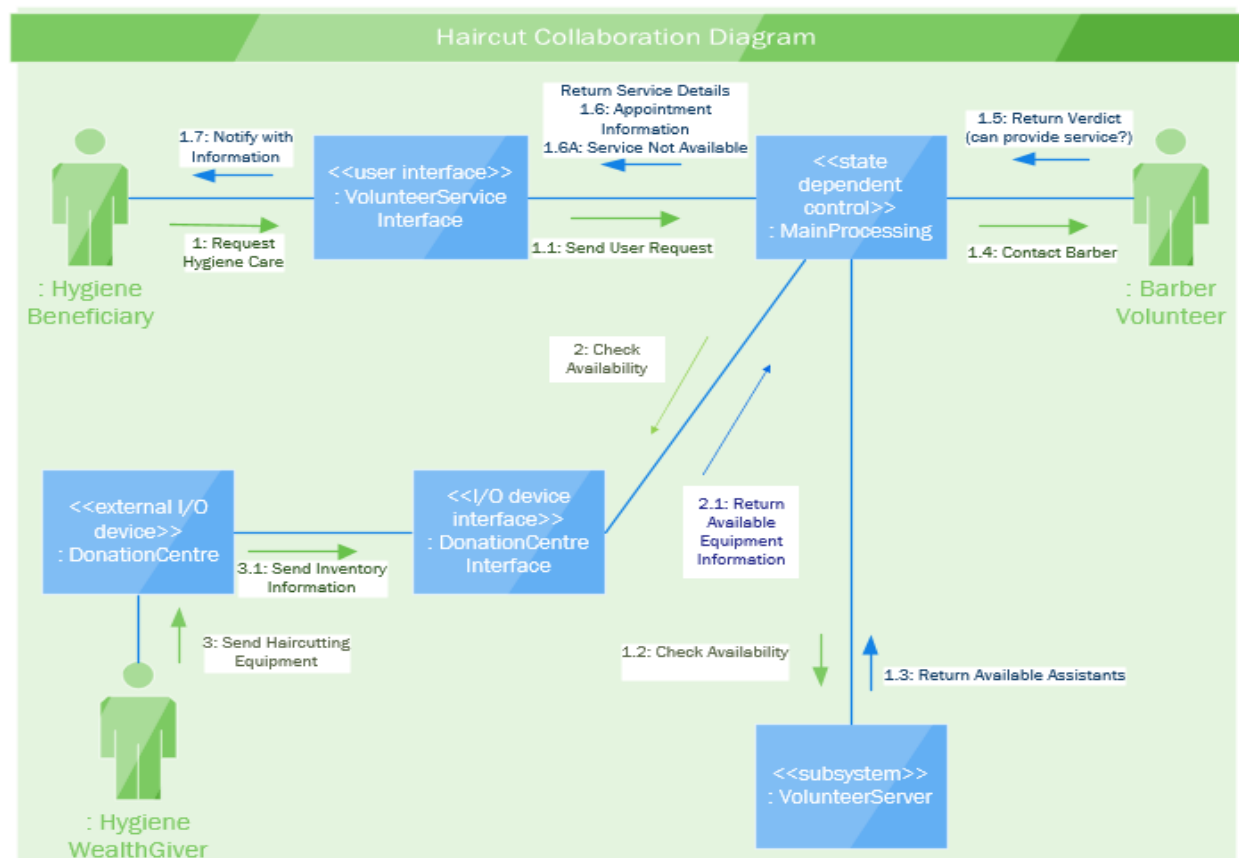 Haircut Collaboration Diagram
1.7: Notify with
Information
Return Service Details
1.6: Appointment
Information
1.6A: Service Not Available
1.5: Return Verdict
(can provide service?)
<<user interface>>
: VolunteerService
Interface
<<state
dependent
control>>
: MainProcessing
1: Request
Hygiene Care
1.1: Send User Request
1.4: Contact Barber
: Hygiene
Beneficiary
: Barber
Volunteer
2: Check
Availability
<<external I/O
device>>
: DonationCentre
<<I/O device
interface>>
: DonationCentre
Interface
2.1: Return
Available
Equipment
Information
3.1: Send Inventory
Information
3: Send Haircutting
Equipment
1.2: Check Availability
1.3: Return Available Assistants
<<subsystem>>
: VolunteerServer
: Hygiene
WealthGiver